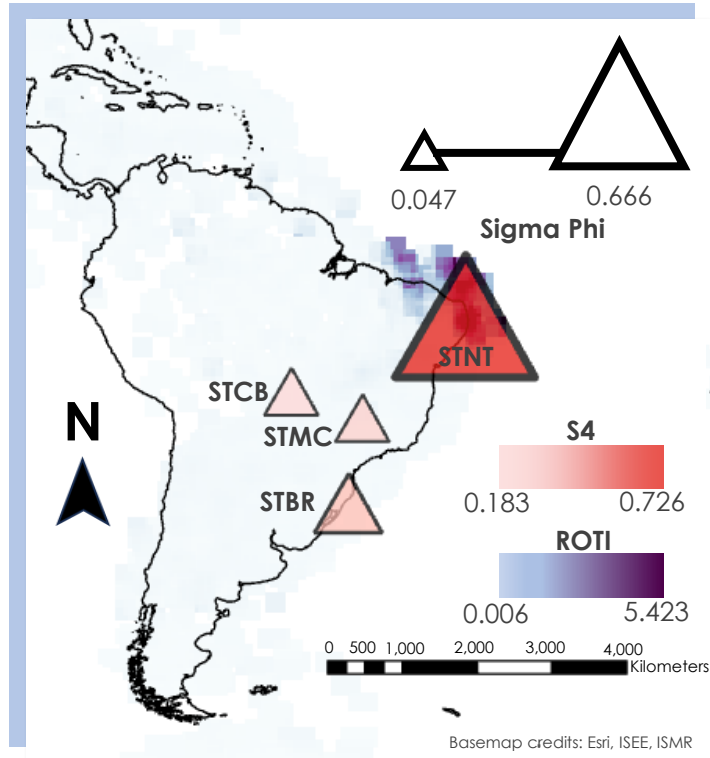 0.047
0.666
Sigma Phi
STNT
STCB
STMC
N
S4
0.183
0.726
STBR
ROTI
0.006
5.423
0 500 1,000 2,000 3,000 4,000
Kilometers
Basemap credits: Esri, ISEE, ISMR